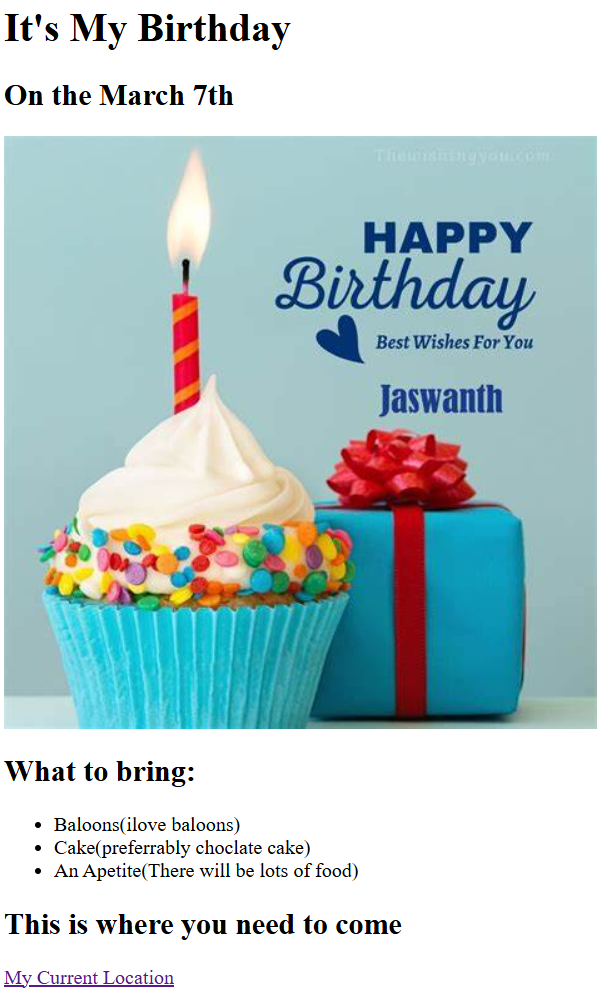 It's My Birthday
On the March 7th
Thewishingyou.com
HAPPY
Birthday
Best Wishes For You
Jaswanth
What to bring:
Baloons(ilove baloons)
Cake(preferrably choclate cake)
An Apetite(There will be lots of food)
This is where you need to come
My Current Location